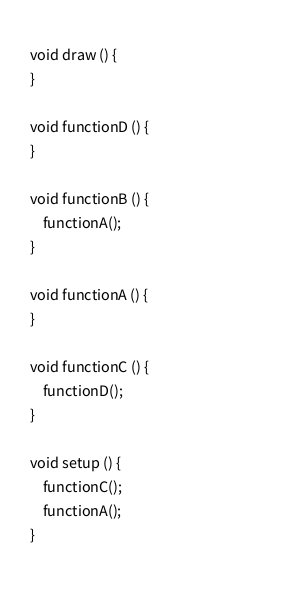 void draw () {
}
void functionD () {
}
void functionB () {
functionA();
}
void functionA () {
}
void functionC () {
functionD();
}
void setup () {
functionC();
functionA();
}